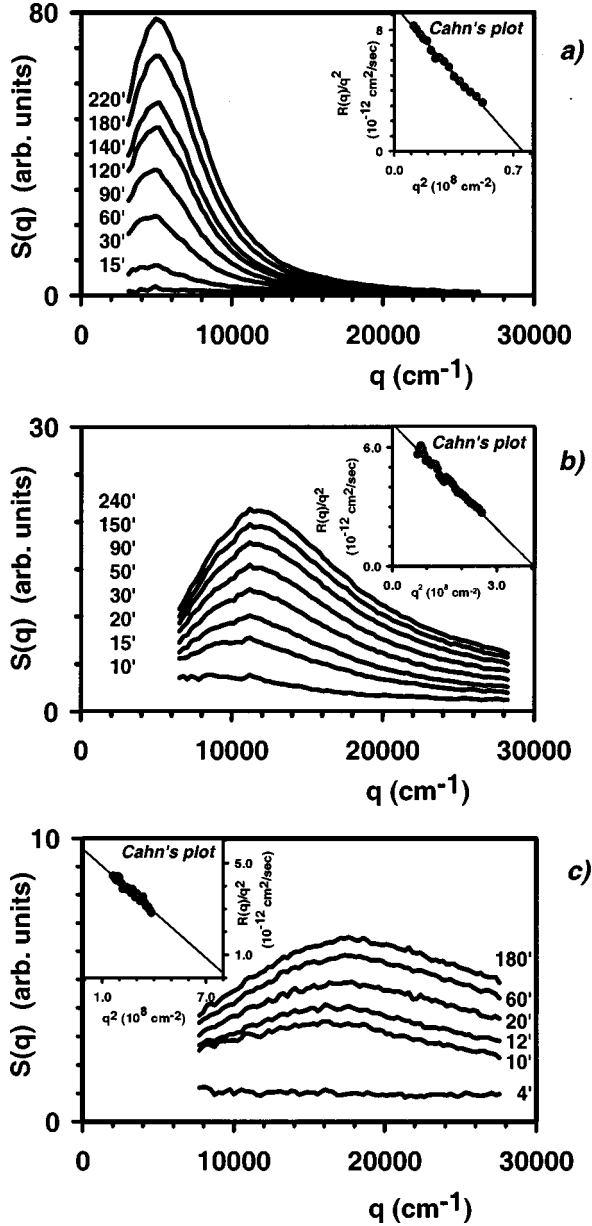 80
Cahn's plot
a)
8
R(q)/q²
(10⁻¹² cm²/sec)
0
0.0
0.7
q² (10⁸ cm⁻²)
S(q) (arb. units)
220'
180'
140'
120'
90'
60'
30'
15'
0
0
10000
20000
30000
q (cm⁻¹)
30
Cahn's plot
b)
6.0
R(q)/q²
(10⁻¹² cm²/sec)
0.0
0.0
3.0
q² (10⁸ cm⁻²)
S(q) (arb. units)
240'
150'
90'
50'
30'
20'
15'
10'
0
0
10000
20000
30000
q (cm⁻¹)
10
Cahn's plot
c)
5.0
R(q)/q²
(10⁻¹² cm²/sec)
1.0
1.0
7.0
q² (10⁸ cm⁻²)
S(q) (arb. units)
180'
60'
20'
12'
10'
4'
0
0
10000
20000
30000
q (cm⁻¹)